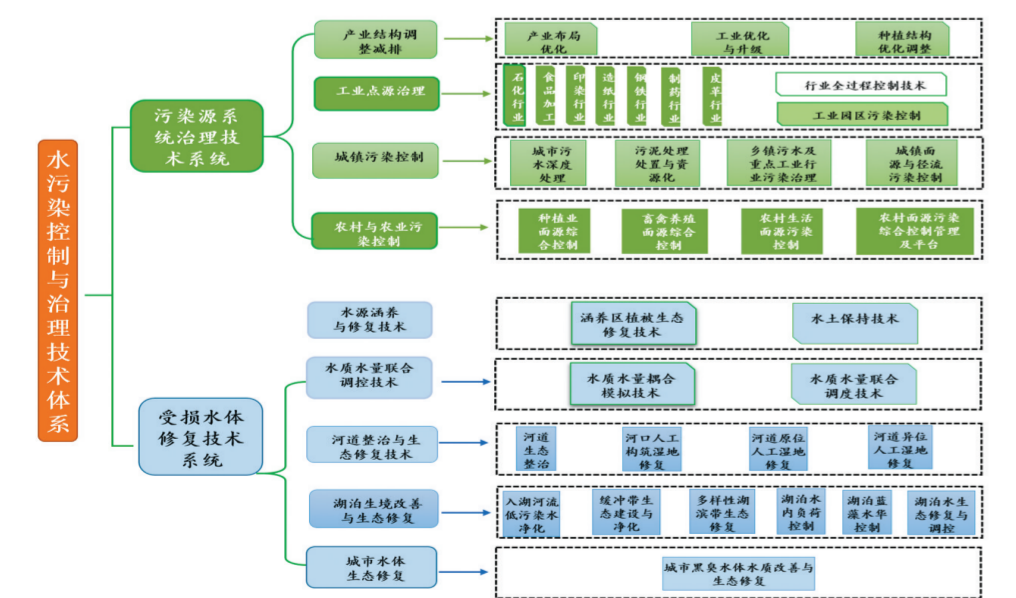 水污染控制与治理技术体系
污染源系
统治理技
术系统
产业结构调
整减排
产业布局
优化
工业优化
与升级
种植结构
优化调整
工业点源治理
石化行业
食品加工
印染行业
造纸行业
钢铁行业
制药行业
皮革行业
行业全过程控制技术
工业园区污染控制
城镇污染控制
城市污
水深度
处理
污泥处理
处置与资
源化
乡镇污水及
重点工业行
业污染治理
城镇面
源与径流
污染控制
农村与农业污
染控制
种植业
面源综
合控制
畜禽养殖
面源综合
控制
农村生活
面源污染
控制
农村面源污染
综合控制管理
及平台
受损水体
修复技术
系统
水源涵养
与修复技术
涵养区植被生态
修复技术
水土保持技术
水质水量联合
调控技术
水质水量耦合
模拟技术
水质水量联合
调度技术
河道整治与生
态修复技术
河道
生态
整治
河口人工
构筑湿地
修复
河道原位
人工湿地
修复
河道异位
人工湿地
修复
湖泊生境改善
与生态修复
入湖河流
低污染水
净化
缓冲带生
态建设与
净化
多样性湖
滨带生态
修复
湖泊水
内负荷
控制
湖泊蓝
藻水华
控制
湖泊水生
态修复与
调控
城市水体
生态修复
城市黑臭水体水质改善与
生态修复